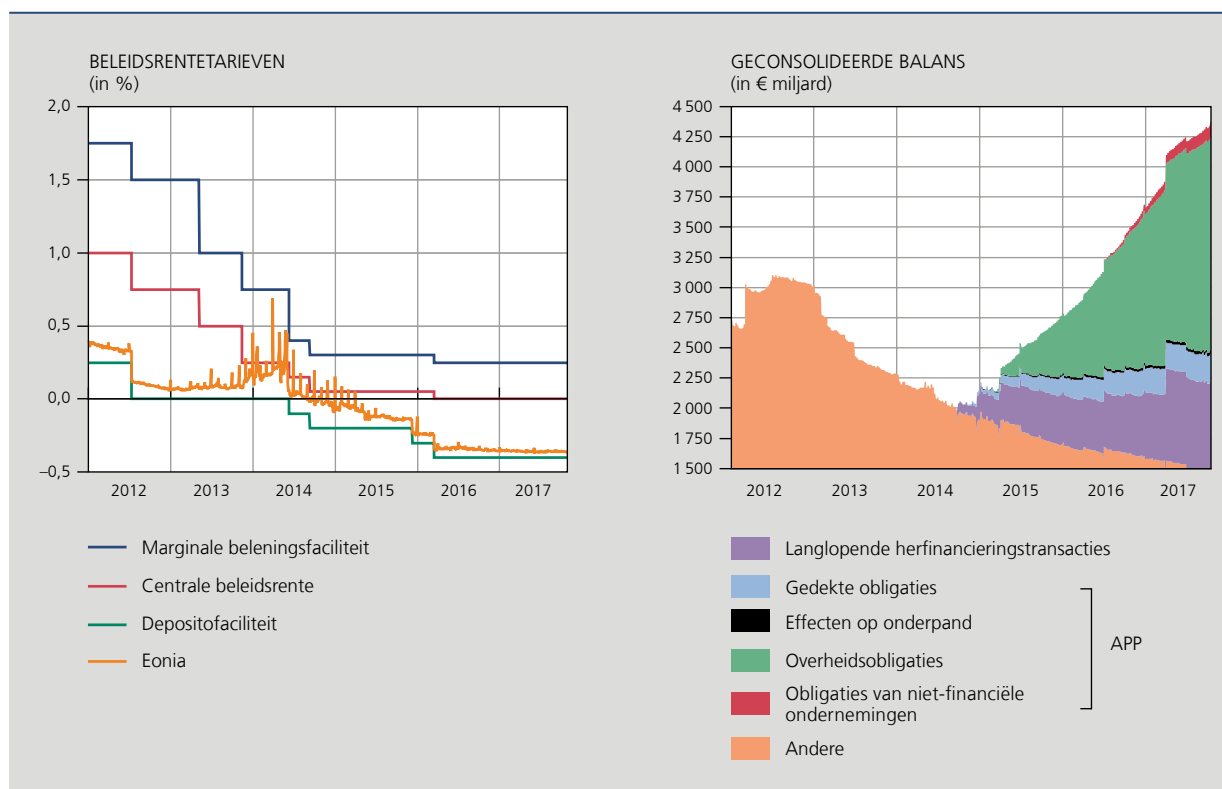 BELEIDSRENTETARIEVEN
(in %)
2,0
1,5
1,0
0,5
0,0
–0,5
2012 2013 2014 2015 2016 2017
Marginale beleningsfaciliteit
Centrale beleidsrente
Depositofaciliteit
Eonia
GECONSOLIDEERDE BALANS
(in € miljard)
4 500
4 250
4 000
3 750
3 500
3 250
3 000
2 750
2 500
2 250
2 000
1 750
1 500
2012 2013 2014 2015 2016 2017
Langlopende herfinancieringstransacties
Gedekte obligaties
Effecten op onderpand
Overheidsobligaties
Obligaties van niet-financiële
ondernemingen
APP
Andere